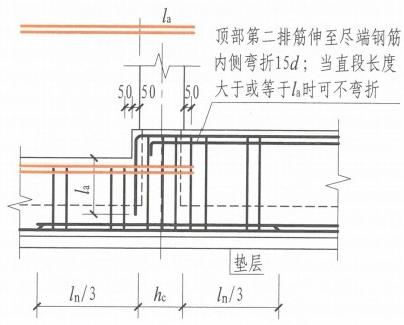 lₐ
顶部第二排筋伸至尽端钢筋
内侧弯折15d；当直段长度
大于或等于lₐ时可不弯折
50 50 50
lₐ
垫层
lₙ/3 h꜀ lₙ/3